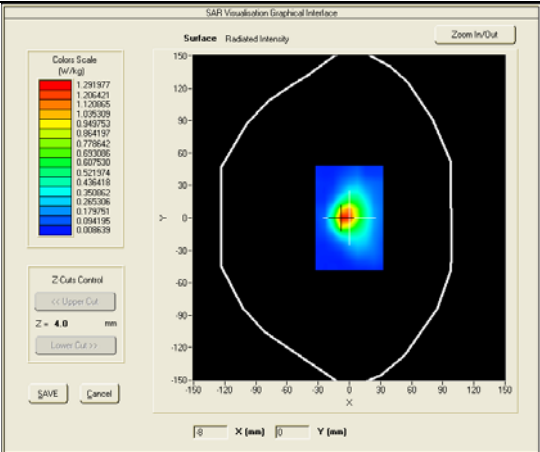 SAR Visualisation Graphical Interface
Surface Radiated Intensity
Zoom In/Out
Colors Scale
(W/kg)
1.291977
1.206421
1.120865
1.035309
0.949753
0.864197
0.778642
0.693086
0.607530
0.521974
0.436418
0.350862
0.265306
0.179751
0.094195
0.008639
Z-Cuts Control
<< Upper Cut
Z = 4.0 mm
Lower Cut >>
SAVE Cancel
150-
120-
90-
60-
30-
0-
-30-
-60-
-90-
-120-
-150-
Y
-150 -120 -90 -60 -30 0 30 60 90 120 150
X
-8 X (mm) 0 Y (mm)